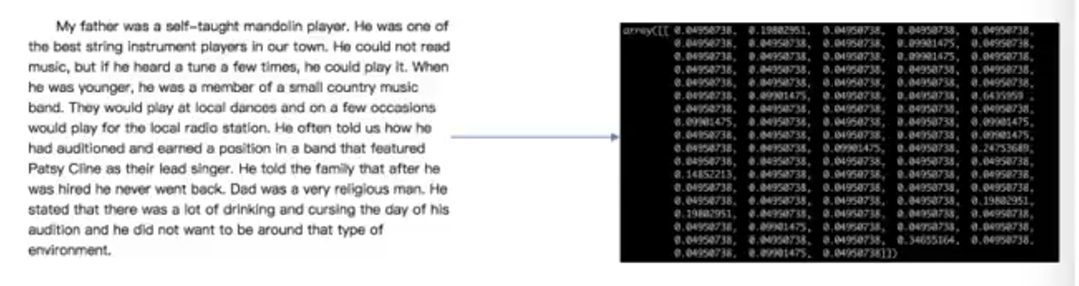 My father was a self-taught mandolin player. He was one of
the best string instrument players in our town. He could not read
music, but if he heard a tune a few times, he could play it. When
he was younger, he was a member of a small country music
band. They would play at local dances and on a few occasions
would play for the local radio station. He often told us how he
had auditioned and earned a position in a band that featured
Patsy Cline as their lead singer. He told the family that after he
was hired he never went back. Dad was a very religious man. He
stated that there was a lot of drinking and cursing the day of his
audition and he did not want to be around that type of
environment.
array([[ 0.04950738, 0.19802951, 0.04950738, 0.04950738, 0.04950738,
0.04950738, 0.04950738, 0.04950738, 0.09901475, 0.04950738,
0.04950738, 0.04950738, 0.04950738, 0.09901475, 0.04950738,
0.04950738, 0.04950738, 0.04950738, 0.04950738, 0.04950738,
0.04950738, 0.04950738, 0.04950738, 0.04950738, 0.04950738,
0.04950738, 0.09901475, 0.04950738, 0.04950738, 0.6435959 ,
0.04950738, 0.04950738, 0.04950738, 0.04950738, 0.04950738,
0.09901475, 0.04950738, 0.04950738, 0.04950738, 0.09901475,
0.04950738, 0.04950738, 0.04950738, 0.04950738, 0.09901475,
0.04950738, 0.04950738, 0.09901475, 0.04950738, 0.24753689,
0.04950738, 0.04950738, 0.04950738, 0.04950738, 0.04950738,
0.14852213, 0.04950738, 0.04950738, 0.04950738, 0.04950738,
0.04950738, 0.04950738, 0.04950738, 0.04950738, 0.04950738,
0.04950738, 0.04950738, 0.04950738, 0.04950738, 0.19802951,
0.19802951, 0.04950738, 0.04950738, 0.04950738, 0.04950738,
0.04950738, 0.09901475, 0.04950738, 0.04950738, 0.04950738,
0.04950738, 0.04950738, 0.04950738, 0.34655164, 0.04950738,
0.04950738, 0.09901475, 0.04950738]])